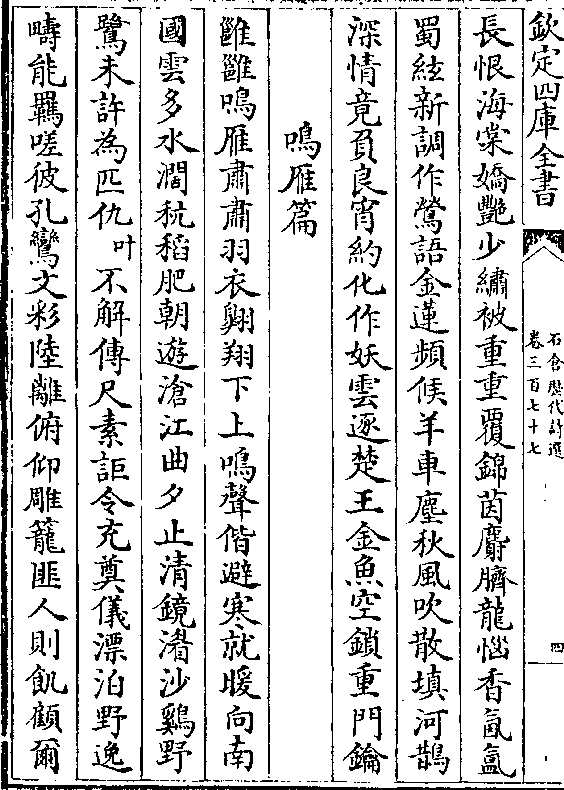 欽定四庫全書
石倉歷代詩選
卷三百七十七
四
長恨海棠嬌艷少繡被重重覆錦茵麝臍龍惱香氤氳
蜀絃新調作鶯語金蓮頻候羊車塵秋風吹散填河鵲
深情竟負良宵約化作妖雲逐楚王金魚空鎖重門鑰
鳴雁篇
雝雝鳴雁肅肅羽衣翺翔下上鳴聲偕避寒就暖向南
國雲多水濶秔稻肥朝遊滄江曲夕止清鏡湑沙鷄野
鷺未許為匹仇叶不解傳尺素詎令充奠儀漂泊野逸
疇能羈嗟彼孔鸞文彩陸離俯仰雕籠匪人則飢顧爾